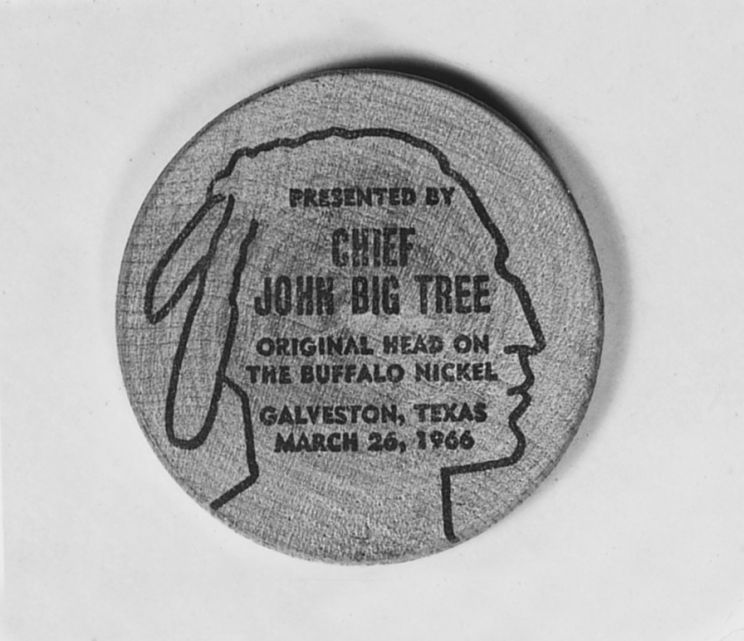 PRESENTED BY
CHIEF
JOHN BIG TREE
ORIGINAL HEAD ON
THE BUFFALO NICKEL
GALVESTON, TEXAS
MARCH 26, 1966